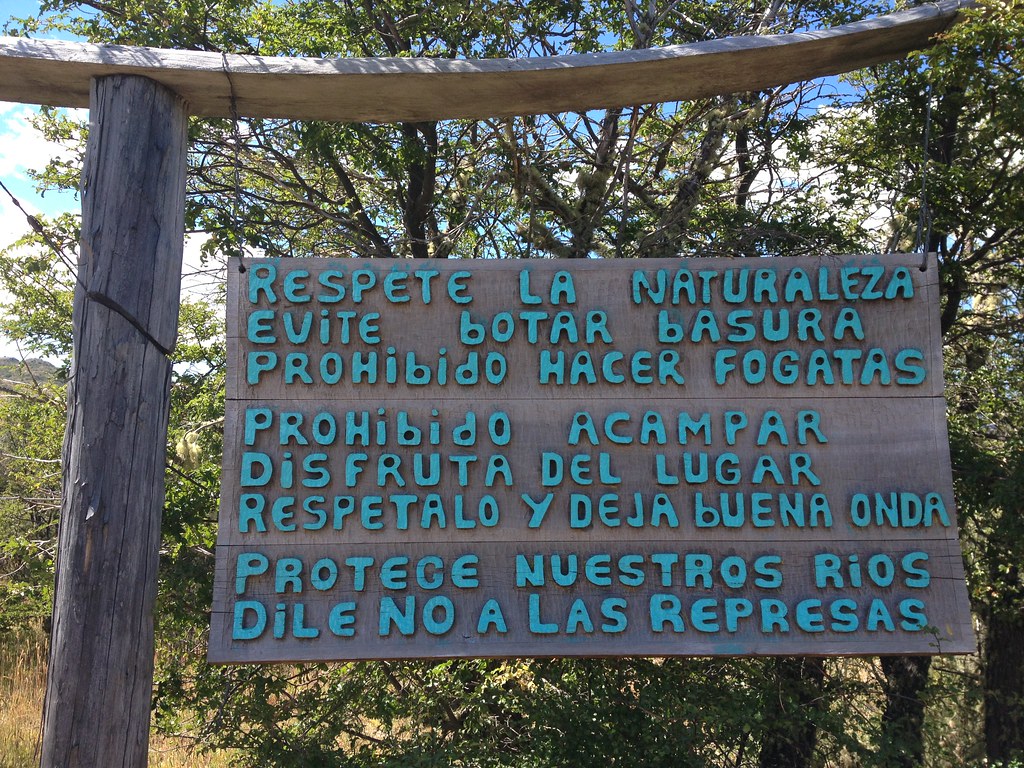 RESPETE LA NATURALEZA
EVITE BOTAR BASURA
PROHIBIDO HACER FOGATAS
PROHIBIDO ACAMPAR
DISFRUTA DEL LUGAR
RESPETALO Y DEJA BUENA ONDA
PROTEGE NUESTROS RIOS
DILE NO A LAS REPRESAS